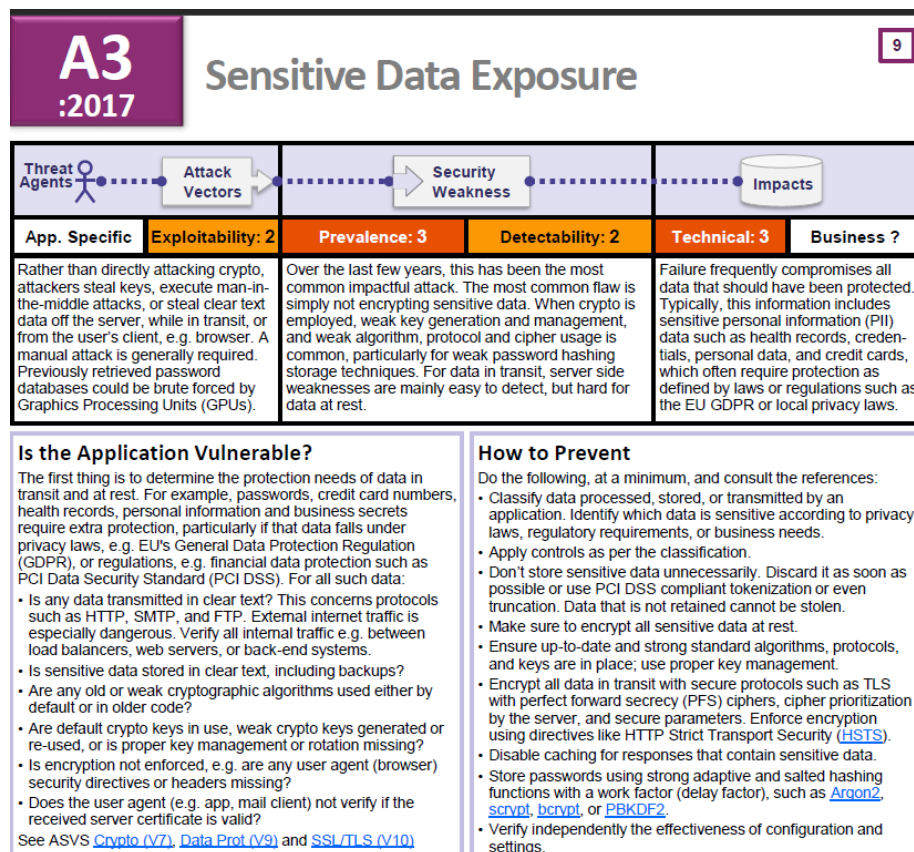 A3
:2017
Sensitive Data Exposure
9
Threat
Agents
Attack
Vectors
Security
Weakness
Impacts
App. Specific
Exploitability: 2
Prevalence: 3
Detectability: 2
Technical: 3
Business ?
Rather than directly attacking crypto,
attackers steal keys, execute man-in-
the-middle attacks, or steal clear text
data off the server, while in transit, or
from the user's client, e.g. browser. A
manual attack is generally required.
Previously retrieved password
databases could be brute forced by
Graphics Processing Units (GPUs).
Over the last few years, this has been the most
common impactful attack. The most common flaw is
simply not encrypting sensitive data. When crypto is
employed, weak key generation and management,
and weak algorithm, protocol and cipher usage is
common, particularly for weak password hashing
storage techniques. For data in transit, server side
weaknesses are mainly easy to detect, but hard for
data at rest.
Failure frequently compromises all
data that should have been protected.
Typically, this information includes
sensitive personal information (PII)
data such as health records, creden-
tials, personal data, and credit cards,
which often require protection as
defined by laws or regulations such as
the EU GDPR or local privacy laws.
Is the Application Vulnerable?
The first thing is to determine the protection needs of data in
transit and at rest. For example, passwords, credit card numbers,
health records, personal information and business secrets
require extra protection, particularly if that data falls under
privacy laws, e.g. EU's General Data Protection Regulation
(GDPR), or regulations, e.g. financial data protection such as
PCI Data Security Standard (PCI DSS). For all such data:
• Is any data transmitted in clear text? This concerns protocols
such as HTTP, SMTP, and FTP. External internet traffic is
especially dangerous. Verify all internal traffic e.g. between
load balancers, web servers, or back-end systems.
• Is sensitive data stored in clear text, including backups?
• Are any old or weak cryptographic algorithms used either by
default or in older code?
• Are default crypto keys in use, weak crypto keys generated or
re-used, or is proper key management or rotation missing?
• Is encryption not enforced, e.g. are any user agent (browser)
security directives or headers missing?
• Does the user agent (e.g. app, mail client) not verify if the
received server certificate is valid?
See ASVS Crypto (V7), Data Prot (V9) and SSL/TLS (V10)
How to Prevent
Do the following, at a minimum, and consult the references:
• Classify data processed, stored, or transmitted by an
application. Identify which data is sensitive according to privacy
laws, regulatory requirements, or business needs.
• Apply controls as per the classification.
• Don't store sensitive data unnecessarily. Discard it as soon as
possible or use PCI DSS compliant tokenization or even
truncation. Data that is not retained cannot be stolen.
• Make sure to encrypt all sensitive data at rest.
• Ensure up-to-date and strong standard algorithms, protocols,
and keys are in place; use proper key management.
• Encrypt all data in transit with secure protocols such as TLS
with perfect forward secrecy (PFS) ciphers, cipher prioritization
by the server, and secure parameters. Enforce encryption
using directives like HTTP Strict Transport Security (HSTS).
• Disable caching for responses that contain sensitive data.
• Store passwords using strong adaptive and salted hashing
functions with a work factor (delay factor), such as Argon2,
scrypt, bcrypt, or PBKDF2.
• Verify independently the effectiveness of configuration and
settings.